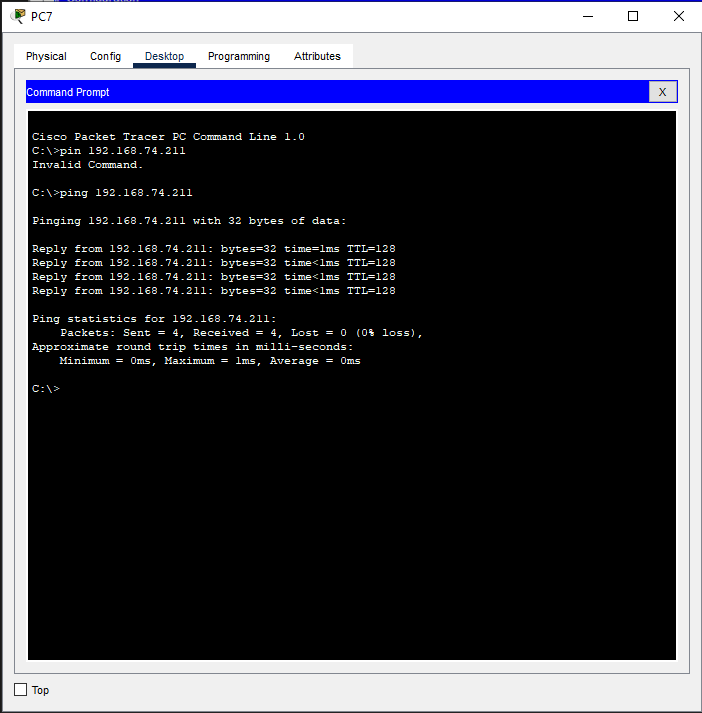 PC7
Physical Config Desktop Programming Attributes
Command Prompt X
Cisco Packet Tracer PC Command Line 1.0
C:\>pin 192.168.74.211
Invalid Command.
C:\>ping 192.168.74.211
Pinging 192.168.74.211 with 32 bytes of data:
Reply from 192.168.74.211: bytes=32 time=1ms TTL=128
Reply from 192.168.74.211: bytes=32 time<1ms TTL=128
Reply from 192.168.74.211: bytes=32 time<1ms TTL=128
Reply from 192.168.74.211: bytes=32 time<1ms TTL=128
Ping statistics for 192.168.74.211:
Packets: Sent = 4, Received = 4, Lost = 0 (0% loss),
Approximate round trip times in milli-seconds:
Minimum = 0ms, Maximum = 1ms, Average = 0ms
C:\>
Top